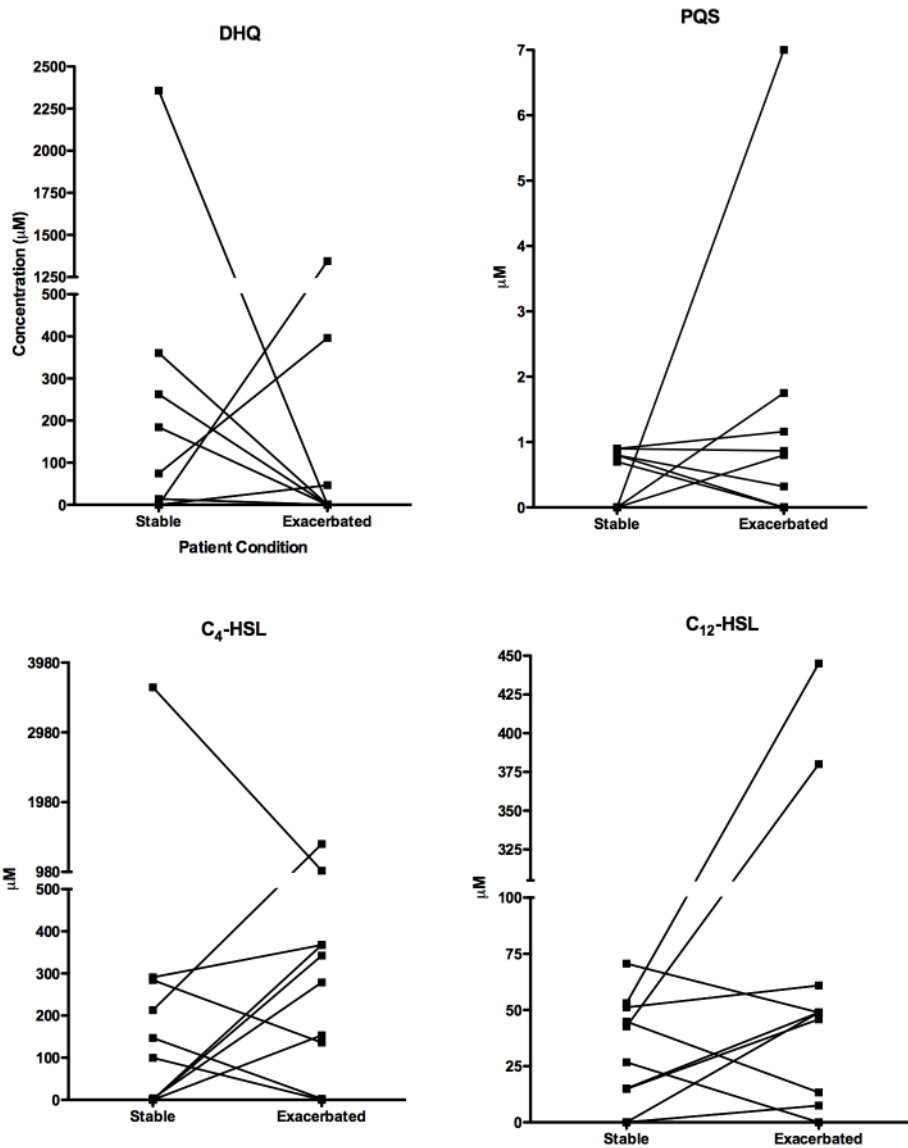 DHQ
Concentration (µM)
2500
2250
2000
1750
1500
1250
500
400
300
200
100
0
Stable
Exacerbated
Patient Condition
PQS
µM
7
6
5
4
3
2
1
0
Stable
Exacerbated
C₄-HSL
µM
3980
2980
1980
980
500
400
300
200
100
0
Stable
Exacerbated
C₁₂-HSL
µM
450
425
400
375
350
325
100
75
50
25
0
Stable
Exacerbated